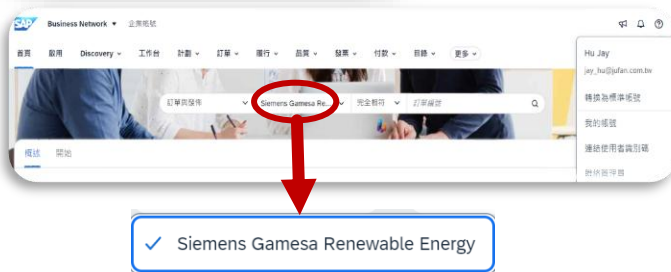 SAP Business Network 企業帳號
首頁 啟用 Discovery 工作台 計劃 訂單 履行 品質 發票 付款 目錄 更多
Hu Jay
jay_hu@jufan.com.tw
轉換為標準帳號
訂單與發佈 Siemens Gamesa Re... 完全相符 訂單編號
我的帳號
概述 開始
連結使用者識別碼
Siemens Gamesa Renewable Energy